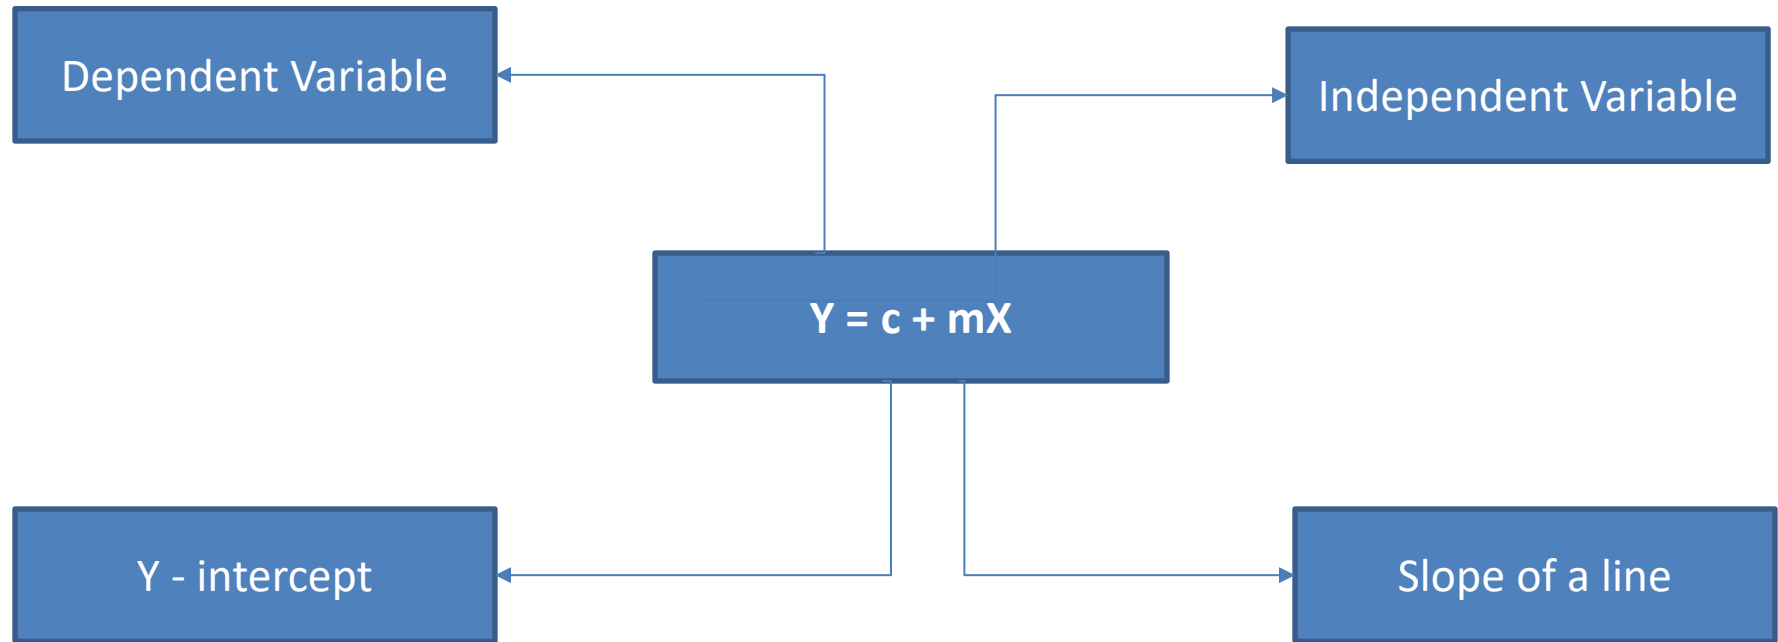 Dependent Variable
Independent Variable
Y = c + mX
Y - intercept
Slope of a line